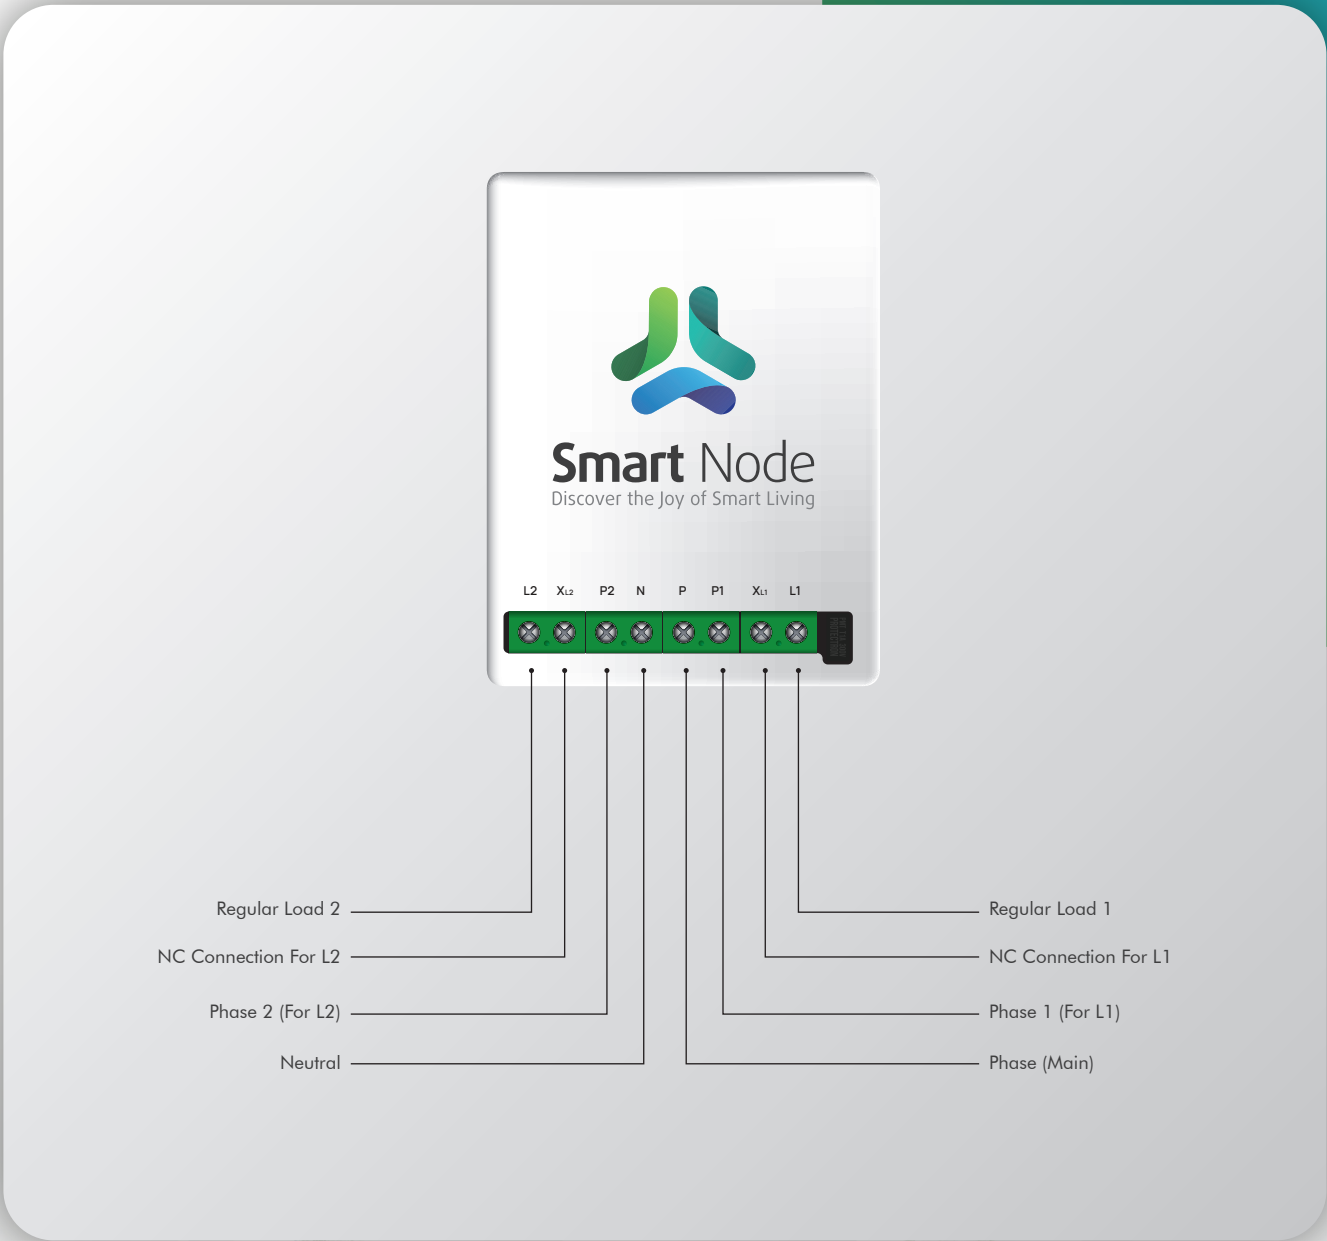 Smart Node
Discover the Joy of Smart Living
L2 XL2 P2 N P P1 XL1 L1
Regular Load 2
NC Connection For L2
Phase 2 (For L2)
Neutral
Regular Load 1
NC Connection For L1
Phase 1 (For L1)
Phase (Main)